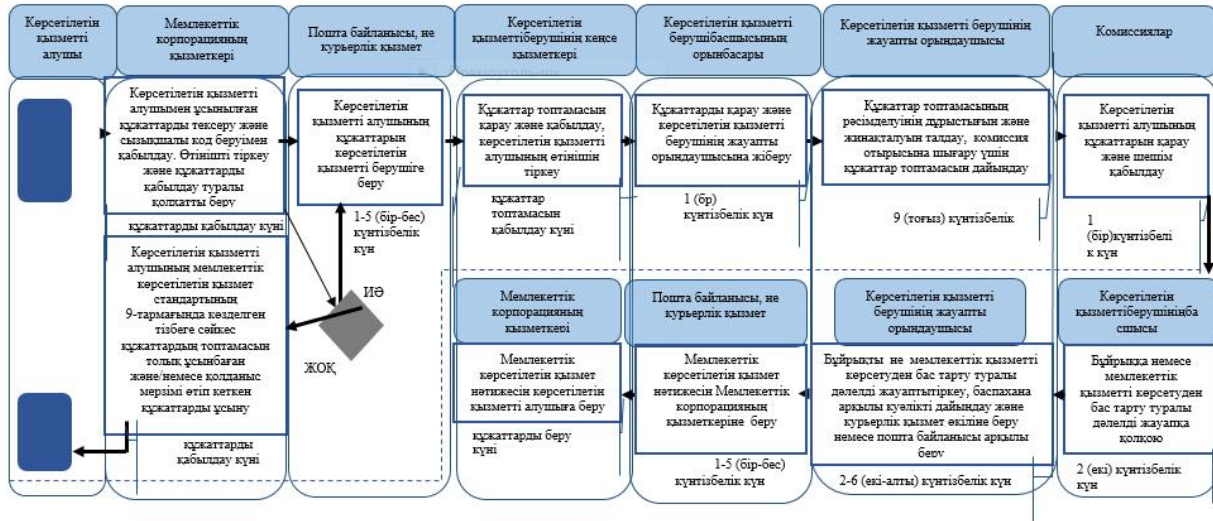 Көрсетілетін
қызметті
алушы
Мемлекеттік
корпорацияның
қызметкері
Пошта байланысы, не
курьерлік қызмет
Көрсетілетін
қызметтіберушінің кеңсе
қызметкері
Көрсетілетін қызметті
берушібасшысының
орынбасары
Көрсетілетін қызметті берушінің
жауапты орындаушысы
Комиссиялар
Көрсетілетін қызметті
алушымен ұсынылған
құжаттарды тексеру және
сызықшалы код беруімен
қабылдау. Өтінішті тіркеу
және құжаттарды
қабылдау туралы
қолхатты беру
құжаттарды қабылдау күні
Көрсетілетін
қызметті алушының
құжаттарын
көрсетілетін
қызметті берушіге
беру
1-5 (бір-бес)
күнтізбелік
күн
Құжаттар топтамасын
қарау және қабылдау,
көрсетілетін қызметті
алушының өтінішін
тіркеу
құжаттар
топтамасын
қабылдау күні
Құжаттарды қарау және
көрсетілетін қызметті
берушінің жауапты
орындаушысына жіберу
1 (бр)
күнтізбелік күн
Құжаттар топтамасының
рәсімделуінің дұрыстығын және
жинақталуын талдау, комиссия
отырысына шығару үшін
құжаттар топтамасын дайындау
9 (тоғыз) күнтізбелік
Көрсетілетін
қызметті алушының
құжаттарын қарау
және шешім
қабылдау
1
(бір)күнтізбелі
к күн
Көрсетілетін қызметті
алушының мемлекеттік
көрсетілетін қызмет
стандартының
9-тармағында көзделген
тізбеге сәйкес
құжаттардың топтамасын
толық ұсынбаған
және/немесе қолданыс
мерзімі өтіп кеткен
құжаттарды ұсыну
құжаттарды
қабылдау күні
ИӘ
ЖОҚ
Мемлекеттік
корпорацияның
қызметкері
Мемлекеттік
көрсетілетін қызмет
нәтижесін көрсетілетін
қызметті алушыға беру
құжаттарды беру
күні
Пошта байланысы, не
курьерлік қызмет
Мемлекеттік
көрсетілетін қызмет
нәтижесін Мемлекеттік
корпорацияның
қызметкеріне беру
1-5 (бір-бес)
күнтізбелік күн
Көрсетілетін қызметті
берушінің жауапты
орындаушысы
Бұйрықты не мемлекеттік қызметті
көрсетуден бас тарту туралы
дәлелді жауаптытіркеу, баспахана
арқылы куәлікті дайындау және
курьерлік қызмет өкіліне беру
немесе пошта байланысы арқылы
беру
2-6 (екі-алты) күнтізбелік күн
Көрсетілетін
қызметтіберушініңба
сшысы
Бұйрыққа немесе
мемлекеттік
қызметті көрсетуден
бас тарту туралы
дәлелді жауапқа
қолқою
2 (екі) күнтізбелік
күн